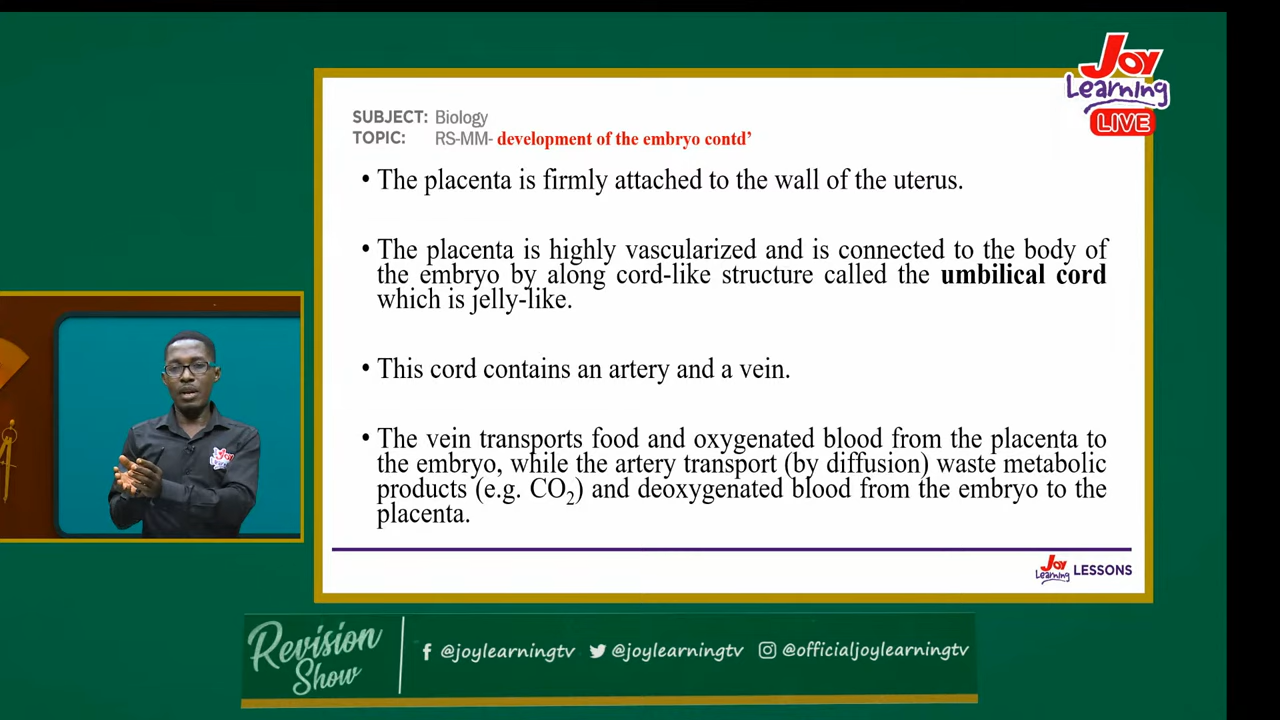 Joy
Learning
LIVE
SUBJECT: Biology
TOPIC: RS-MM- development of the embryo contd’
• The placenta is firmly attached to the wall of the uterus.
• The placenta is highly vascularized and is connected to the body of
the embryo by along cord-like structure called the umbilical cord
which is jelly-like.
• This cord contains an artery and a vein.
• The vein transports food and oxygenated blood from the placenta to
the embryo, while the artery transport (by diffusion) waste metabolic
products (e.g. CO₂) and deoxygenated blood from the embryo to the
placenta.
Joy
Learning LESSONS
Joy
Revision
Show
@joylearningtv @joylearningtv @officialjoylearningtv